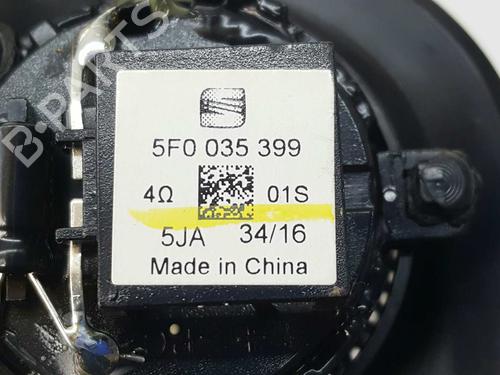 B-PARTS
5F0 035 399
4Ω 01S
5JA 34/16
Made in China